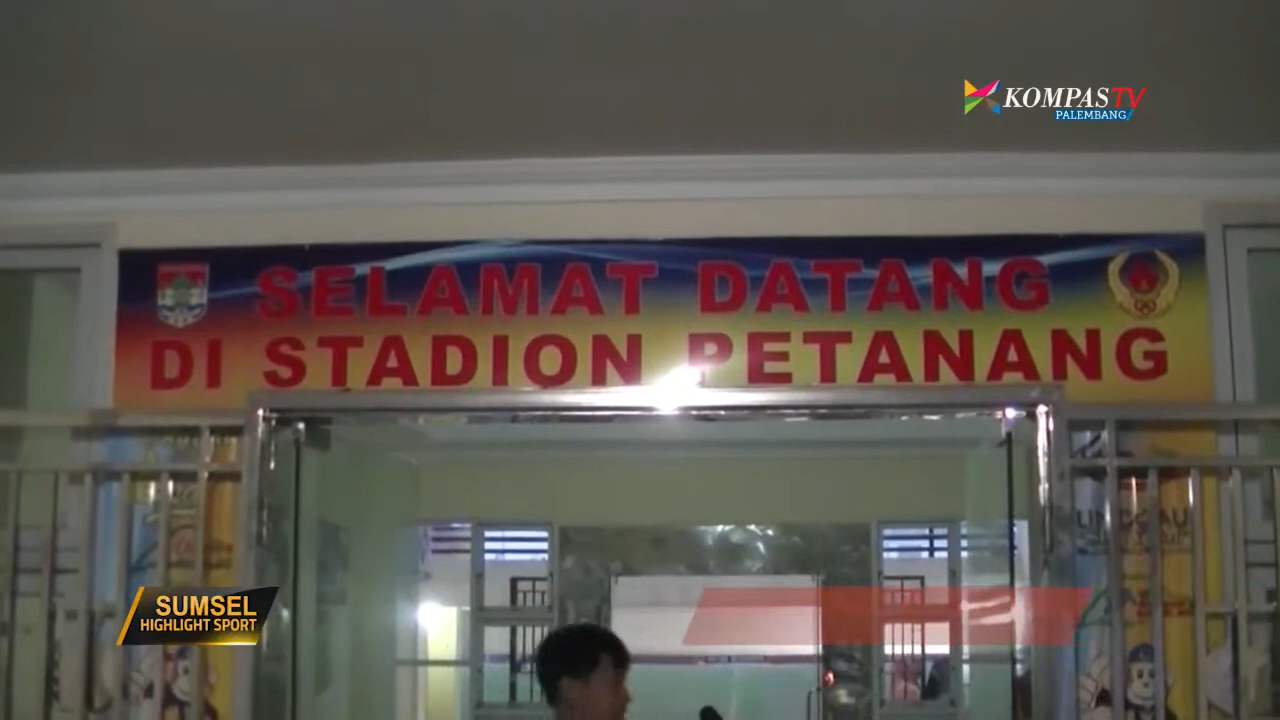 KOMPASTV
PALEMBANG
SELAMAT DATANG
DI STADION PETANANG
SUMSEL
HIGHLIGHT SPORT